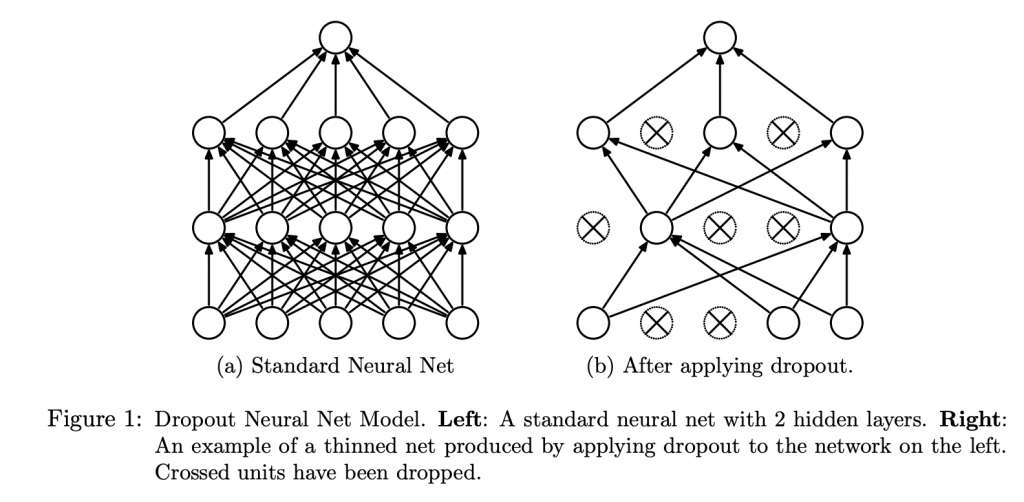 (a) Standard Neural Net
(b) After applying dropout.
Figure 1: Dropout Neural Net Model. Left: A standard neural net with 2 hidden layers. Right:
An example of a thinned net produced by applying dropout to the network on the left.
Crossed units have been dropped.